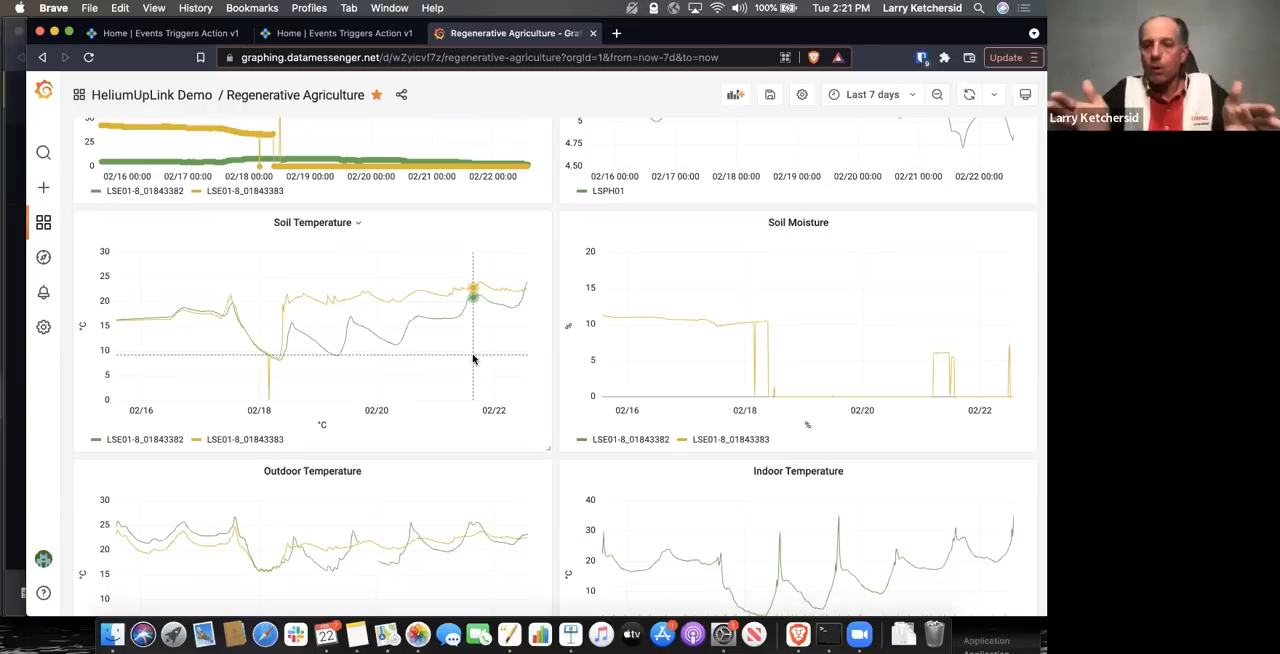 Brave File Edit View History Bookmarks Profiles Tab Window Help 100% Tue 2:21 PM Larry Ketchersid
Home | Events Triggers Action v1 Home | Events Triggers Action v1 Regenerative Agriculture - Graf
graphing.datamessenger.net/d/wZyicvf7z/regenerative-agriculture?orgId=1&from=now-7d&to=now 9 Update
HeliumUpLink Demo / Regenerative Agriculture Last 7 days
Larry Ketchersid
50
25
0
02/16 00:00 02/17 00:00 02/18 00:00 02/19 00:00 02/20 00:00 02/21 00:00 02/22 00:00
LSE01-8_01843382 LSE01-8_01843383
5
4.75
4.50
02/16 00:00 02/17 00:00 02/18 00:00 02/19 00:00 02/20 00:00 02/21 00:00 02/22 00:00
LSPH01
Soil Temperature
30
25
20
15
10
5
0
°C
02/16 02/18 02/20 02/22
°C
LSE01-8_01843382 LSE01-8_01843383
Soil Moisture
20
15
10
5
0
%
02/16 02/18 02/20 02/22
%
LSE01-8_01843382 LSE01-8_01843383
Outdoor Temperature
30
25
20
15
10
°C
Indoor Temperature
40
30
20
10
°C
22
tv
Application
Application